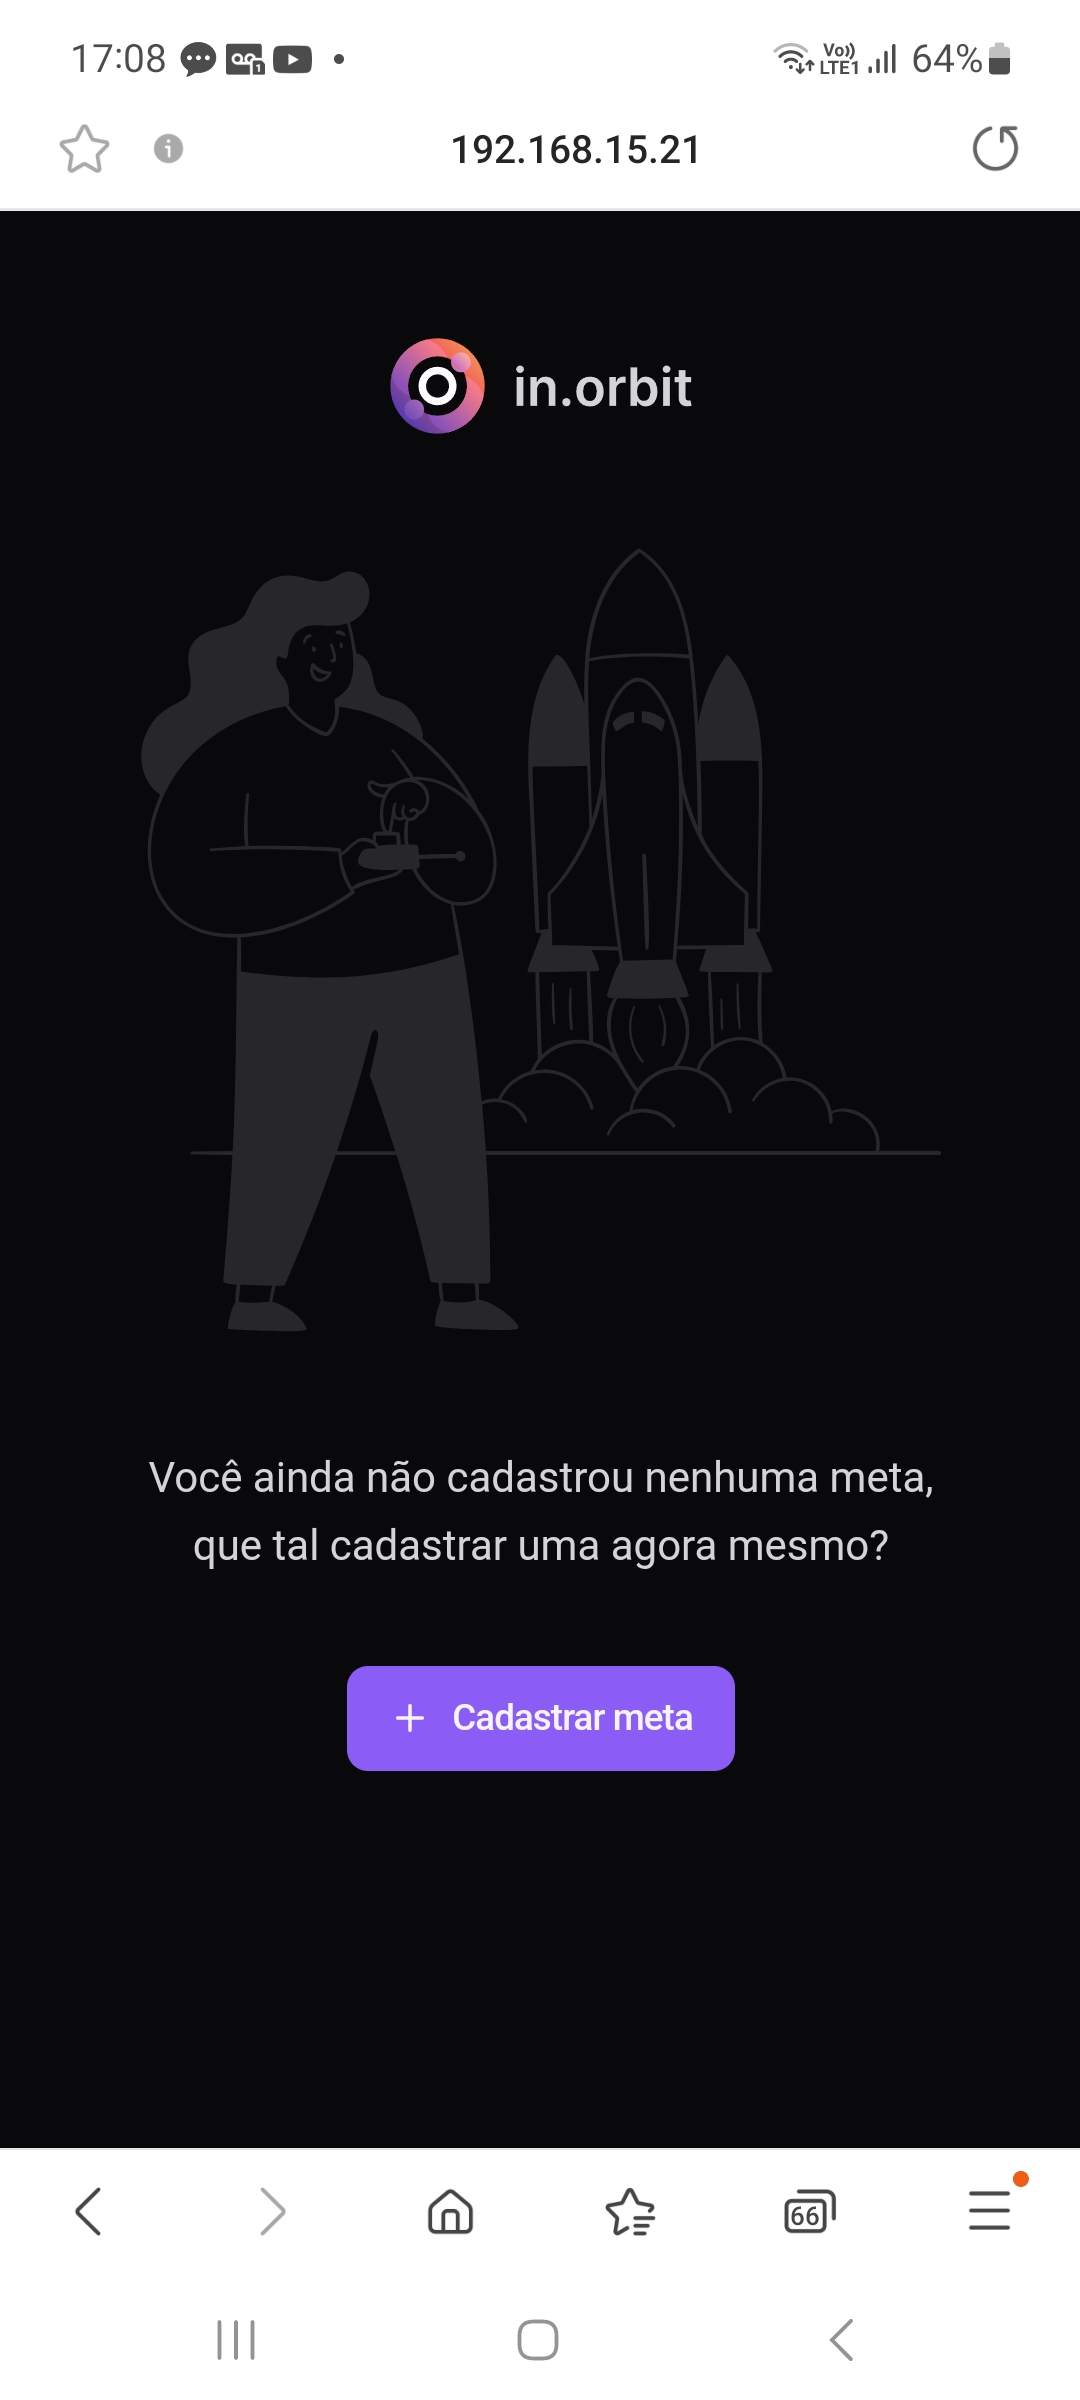 17:08
Vo))
LTE1
64%
192.168.15.21
in.orbit
Você ainda não cadastrou nenhuma meta,
que tal cadastrar uma agora mesmo?
+ Cadastrar meta
66